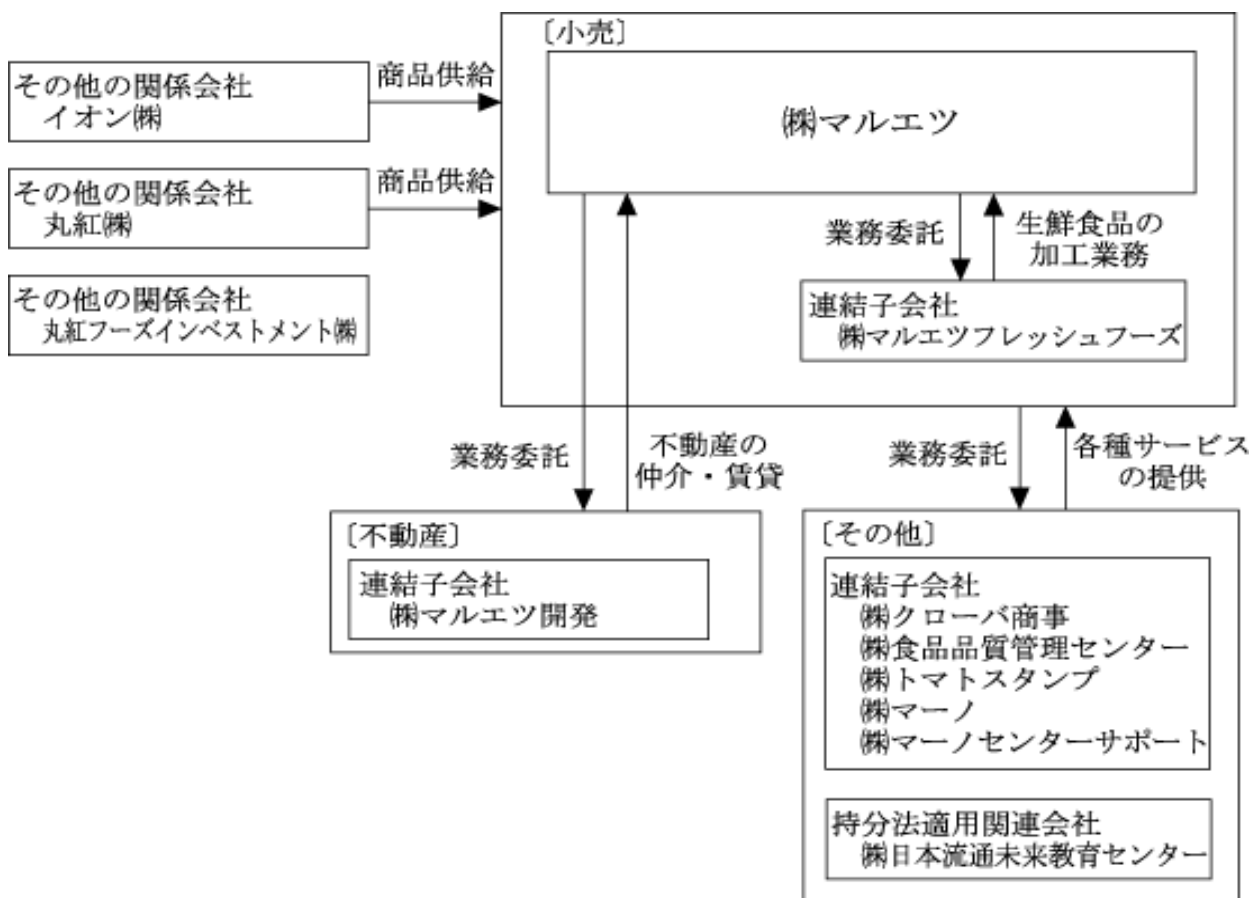 〔小売〕
㈱マルエツ
その他の関係会社
イオン㈱
商品供給
その他の関係会社
丸紅㈱
商品供給
その他の関係会社
丸紅フーズインベストメント㈱
業務委託
生鮮食品の
加工業務
連結子会社
㈱マルエツフレッシュフーズ
業務委託
不動産の
仲介・賃貸
業務委託
各種サービス
の提供
〔不動産〕
連結子会社
㈱マルエツ開発
〔その他〕
連結子会社
㈱クローバ商事
㈱食品品質管理センター
㈱トマトスタンプ
㈱マーノ
㈱マーノセンターサポート
持分法適用関連会社
㈱日本流通未来教育センター